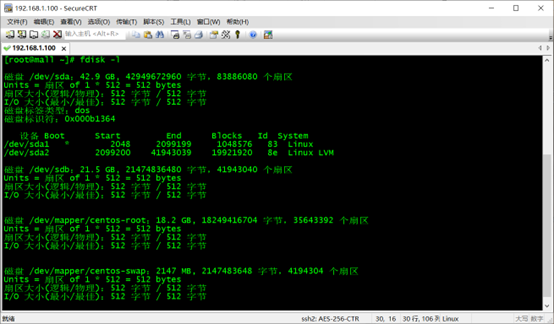 192.168.1.100 - SecureCRT
文件(F) 编辑(E) 查看(V) 选项(O) 传输(T) 脚本(S) 工具(L) 窗口(W) 帮助(H)
输入主机 <Alt+R>
192.168.1.100
[root@mall ~]# fdisk -l
磁盘 /dev/sda：42.9 GB, 42949672960 字节，83886080 个扇区
Units = 扇区 of 1 * 512 = 512 bytes
扇区大小(逻辑/物理)：512 字节 / 512 字节
I/O 大小(最小/最佳)：512 字节 / 512 字节
磁盘标签类型：dos
磁盘标识符：0x000b1364
设备 Boot Start End Blocks Id System
/dev/sda1 * 2048 2099199 1048576 83 Linux
/dev/sda2 2099200 41943039 19921920 8e Linux LVM
磁盘 /dev/sdb：21.5 GB, 21474836480 字节，41943040 个扇区
Units = 扇区 of 1 * 512 = 512 bytes
扇区大小(逻辑/物理)：512 字节 / 512 字节
I/O 大小(最小/最佳)：512 字节 / 512 字节
磁盘 /dev/mapper/centos-root：18.2 GB, 18249416704 字节，35643392 个扇区
Units = 扇区 of 1 * 512 = 512 bytes
扇区大小(逻辑/物理)：512 字节 / 512 字节
I/O 大小(最小/最佳)：512 字节 / 512 字节
磁盘 /dev/mapper/centos-swap：2147 MB, 2147483648 字节，4194304 个扇区
Units = 扇区 of 1 * 512 = 512 bytes
扇区大小(逻辑/物理)：512 字节 / 512 字节
I/O 大小(最小/最佳)：512 字节 / 512 字节
就绪 ssh2: AES-256-CTR 30, 16 30 行, 106 列 Linux 大写 数字